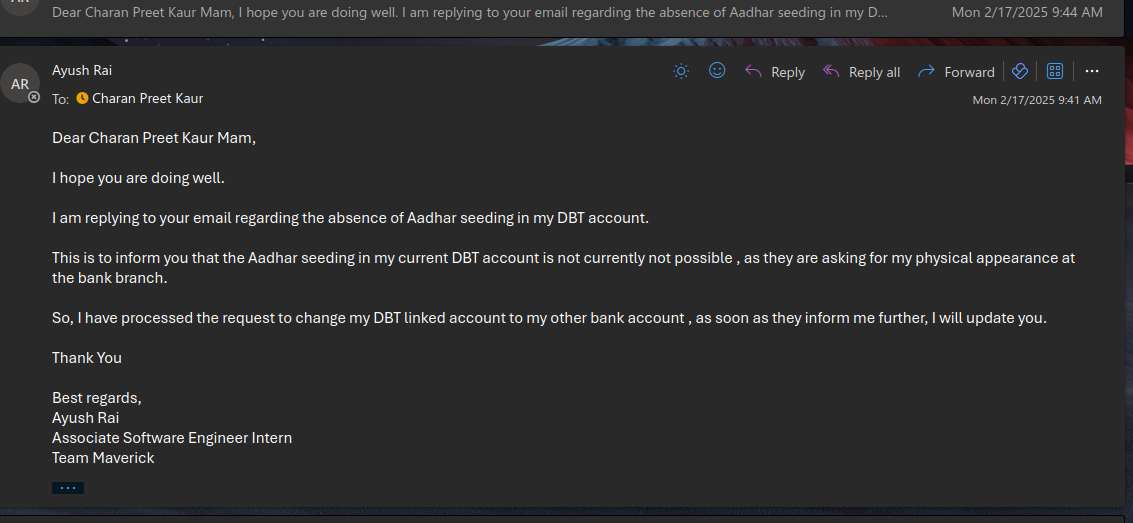 Dear Charan Preet Kaur Mam, I hope you are doing well. I am replying to your email regarding the absence of Aadhar seeding in my D... Mon 2/17/2025 9:44 AM
AR
Ayush Rai
Reply Reply all Forward
To: Charan Preet Kaur
Mon 2/17/2025 9:41 AM
Dear Charan Preet Kaur Mam,
I hope you are doing well.
I am replying to your email regarding the absence of Aadhar seeding in my DBT account.
This is to inform you that the Aadhar seeding in my current DBT account is not currently not possible , as they are asking for my physical appearance at
the bank branch.
So, I have processed the request to change my DBT linked account to my other bank account , as soon as they inform me further, I will update you.
Thank You
Best regards,
Ayush Rai
Associate Software Engineer Intern
Team Maverick